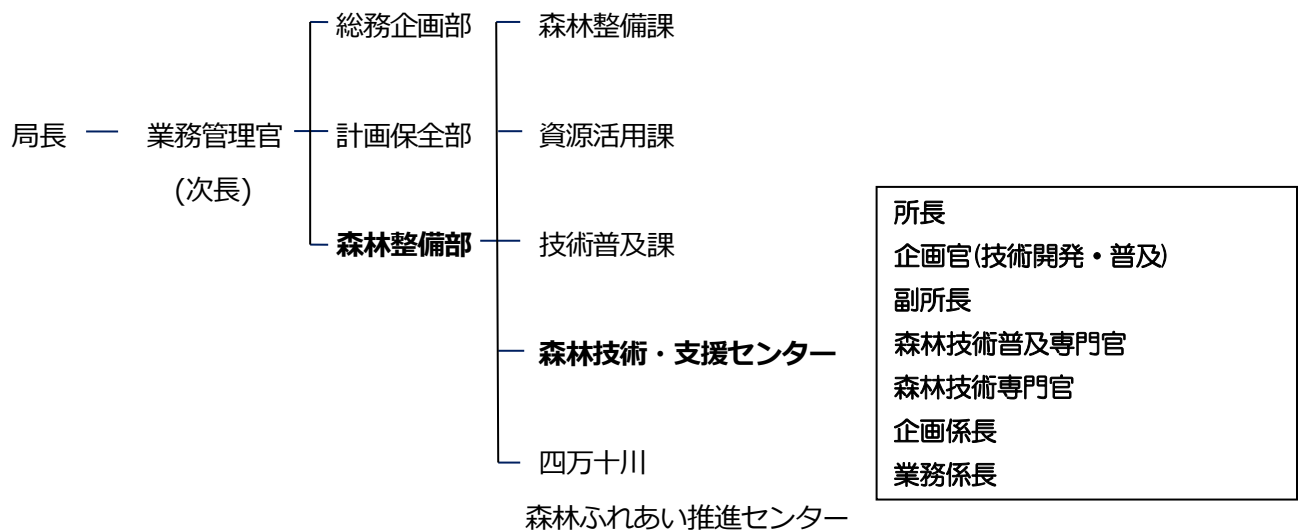 総務企画部
森林整備課
局長
業務管理官
(次長)
計画保全部
資源活用課
森林整備部
技術普及課
森林技術・支援センター
四万十川
森林ふれあい推進センター
所長
企画官(技術開発・普及)
副所長
森林技術普及専門官
森林技術専門官
企画係長
業務係長